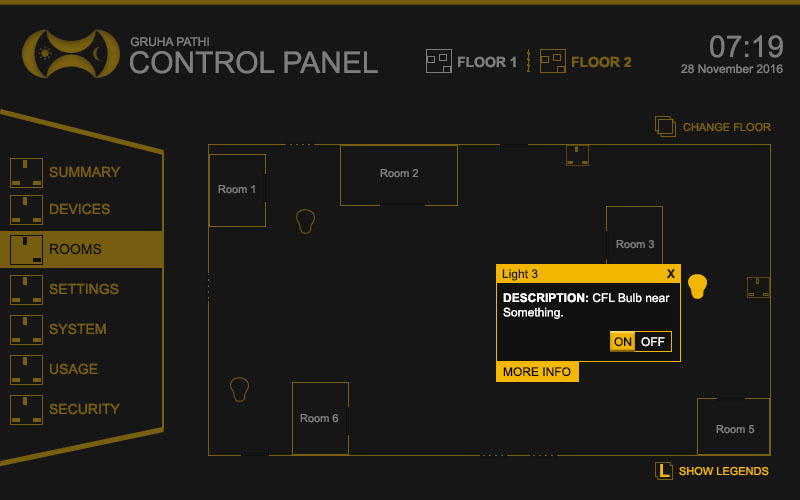 GRUHA PATHI
CONTROL PANEL
FLOOR 1
FLOOR 2
07:19
28 November 2016
CHANGE FLOOR
SUMMARY
DEVICES
ROOMS
SETTINGS
SYSTEM
USAGE
SECURITY
Room 1
Room 2
Room 3
Light 3 X
DESCRIPTION: CFL Bulb near
Something.
ON OFF
MORE INFO
Room 6
Room 5
L SHOW LEGENDS